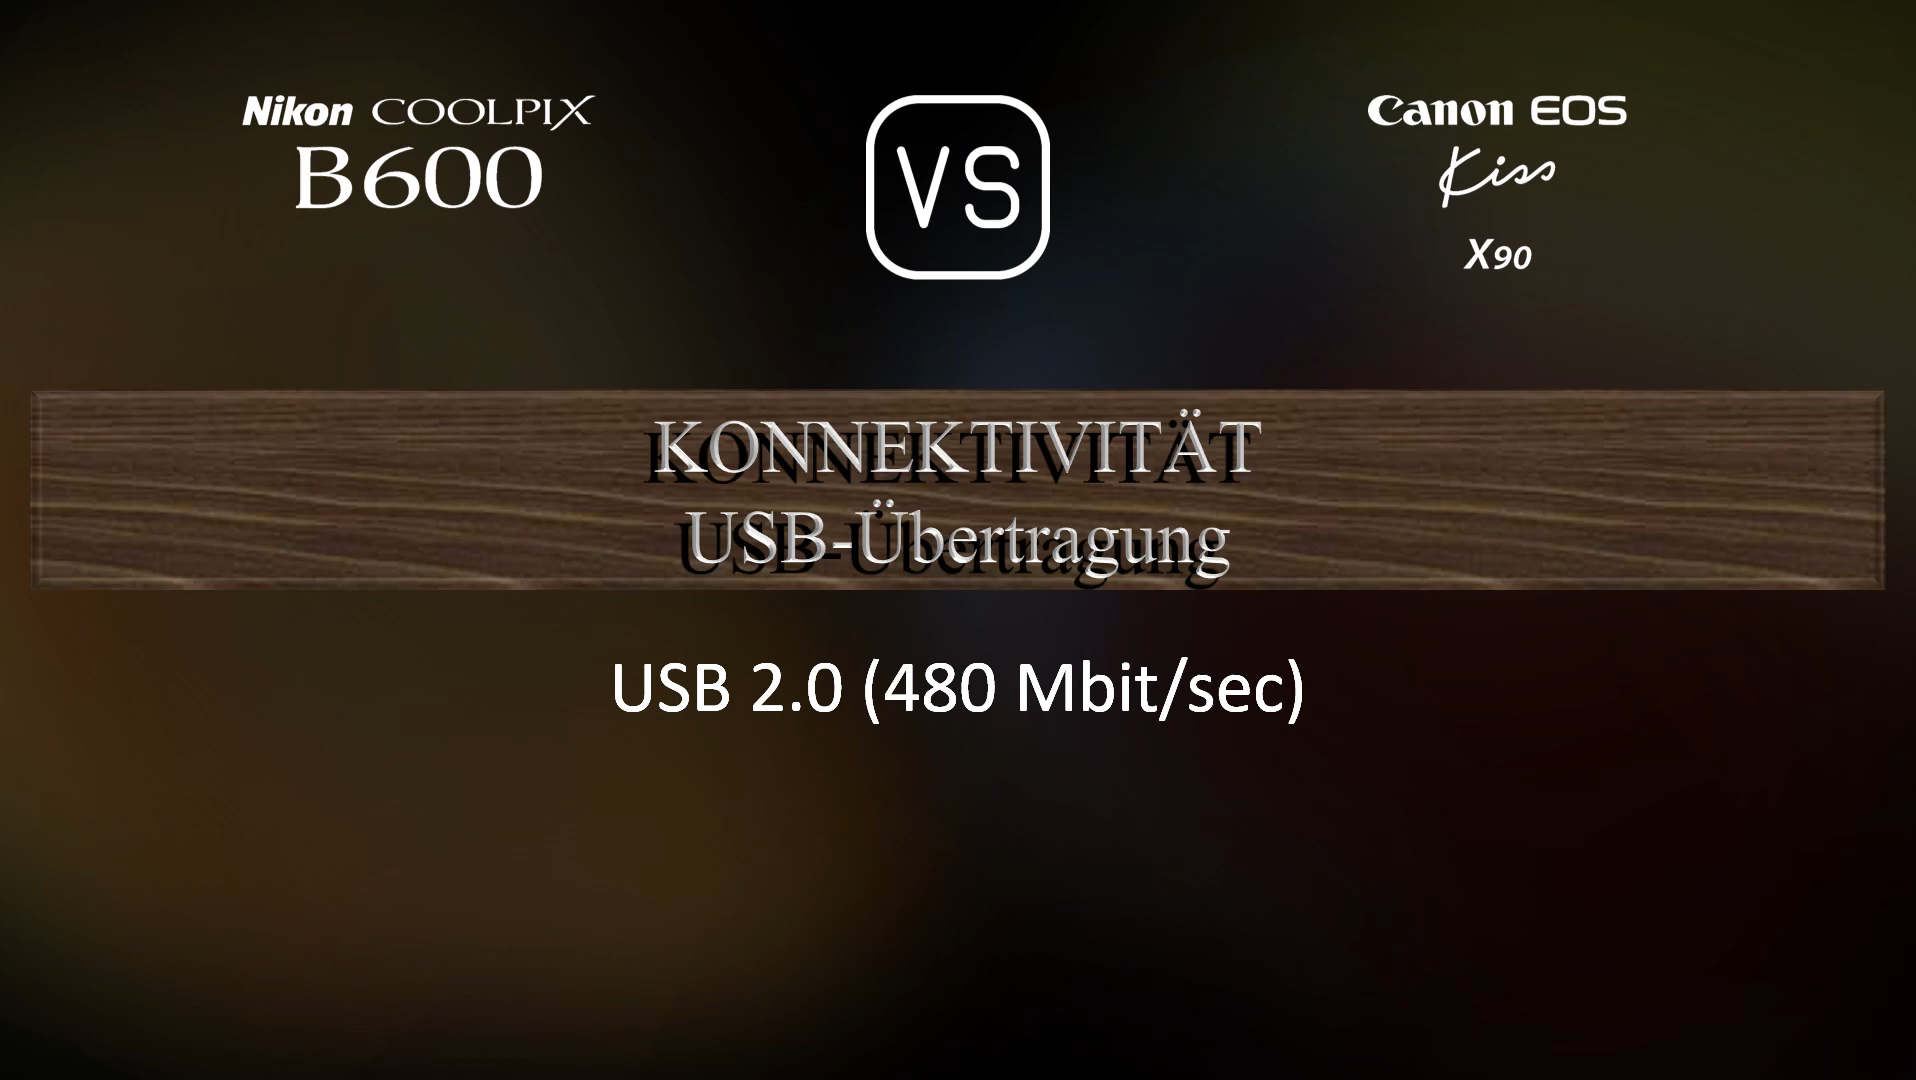 Nikon COOLPIX
B600
VS
Canon EOS
Kiss
X90
KONNEKTIVITÄT
USB-Übertragung
USB 2.0 (480 Mbit/sec)